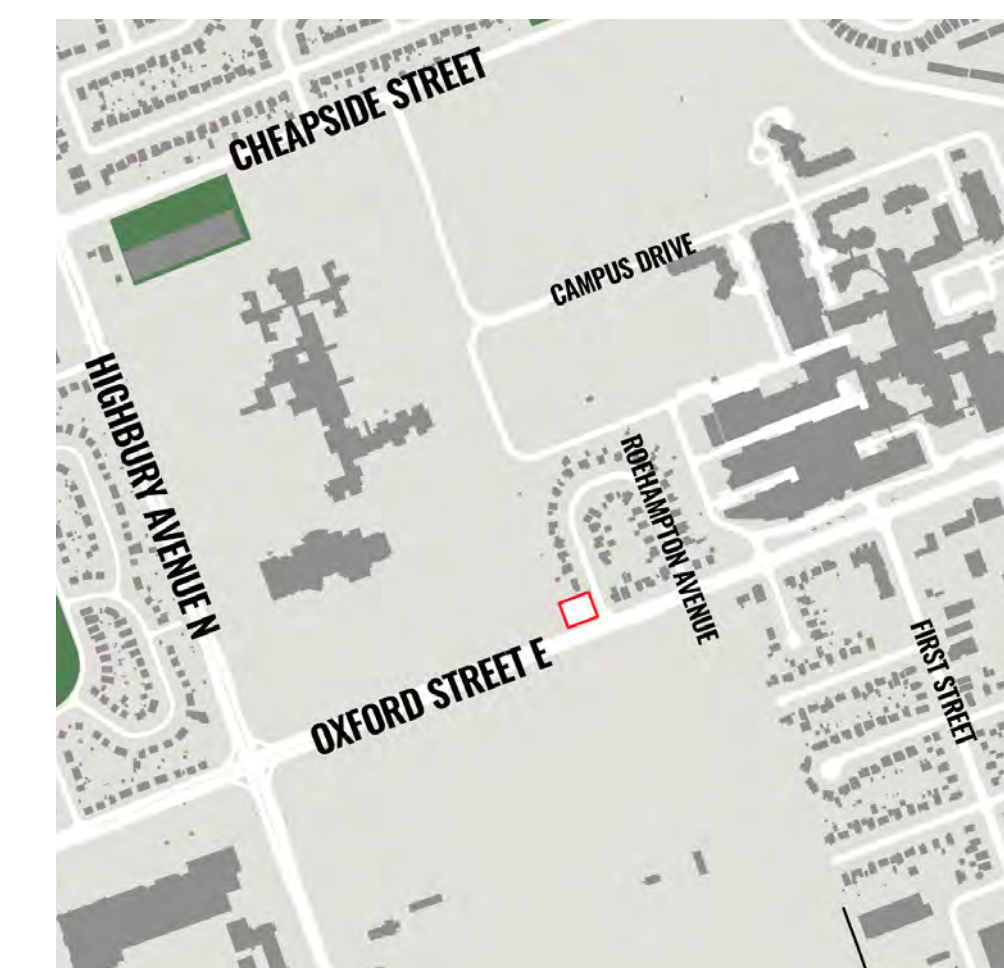 CHEAPSIDE STREET
CAMPUS DRIVE
HIGHBURY AVENUE N
ROEHAMPTON AVENUE
OXFORD STREET E
FIRST STREET